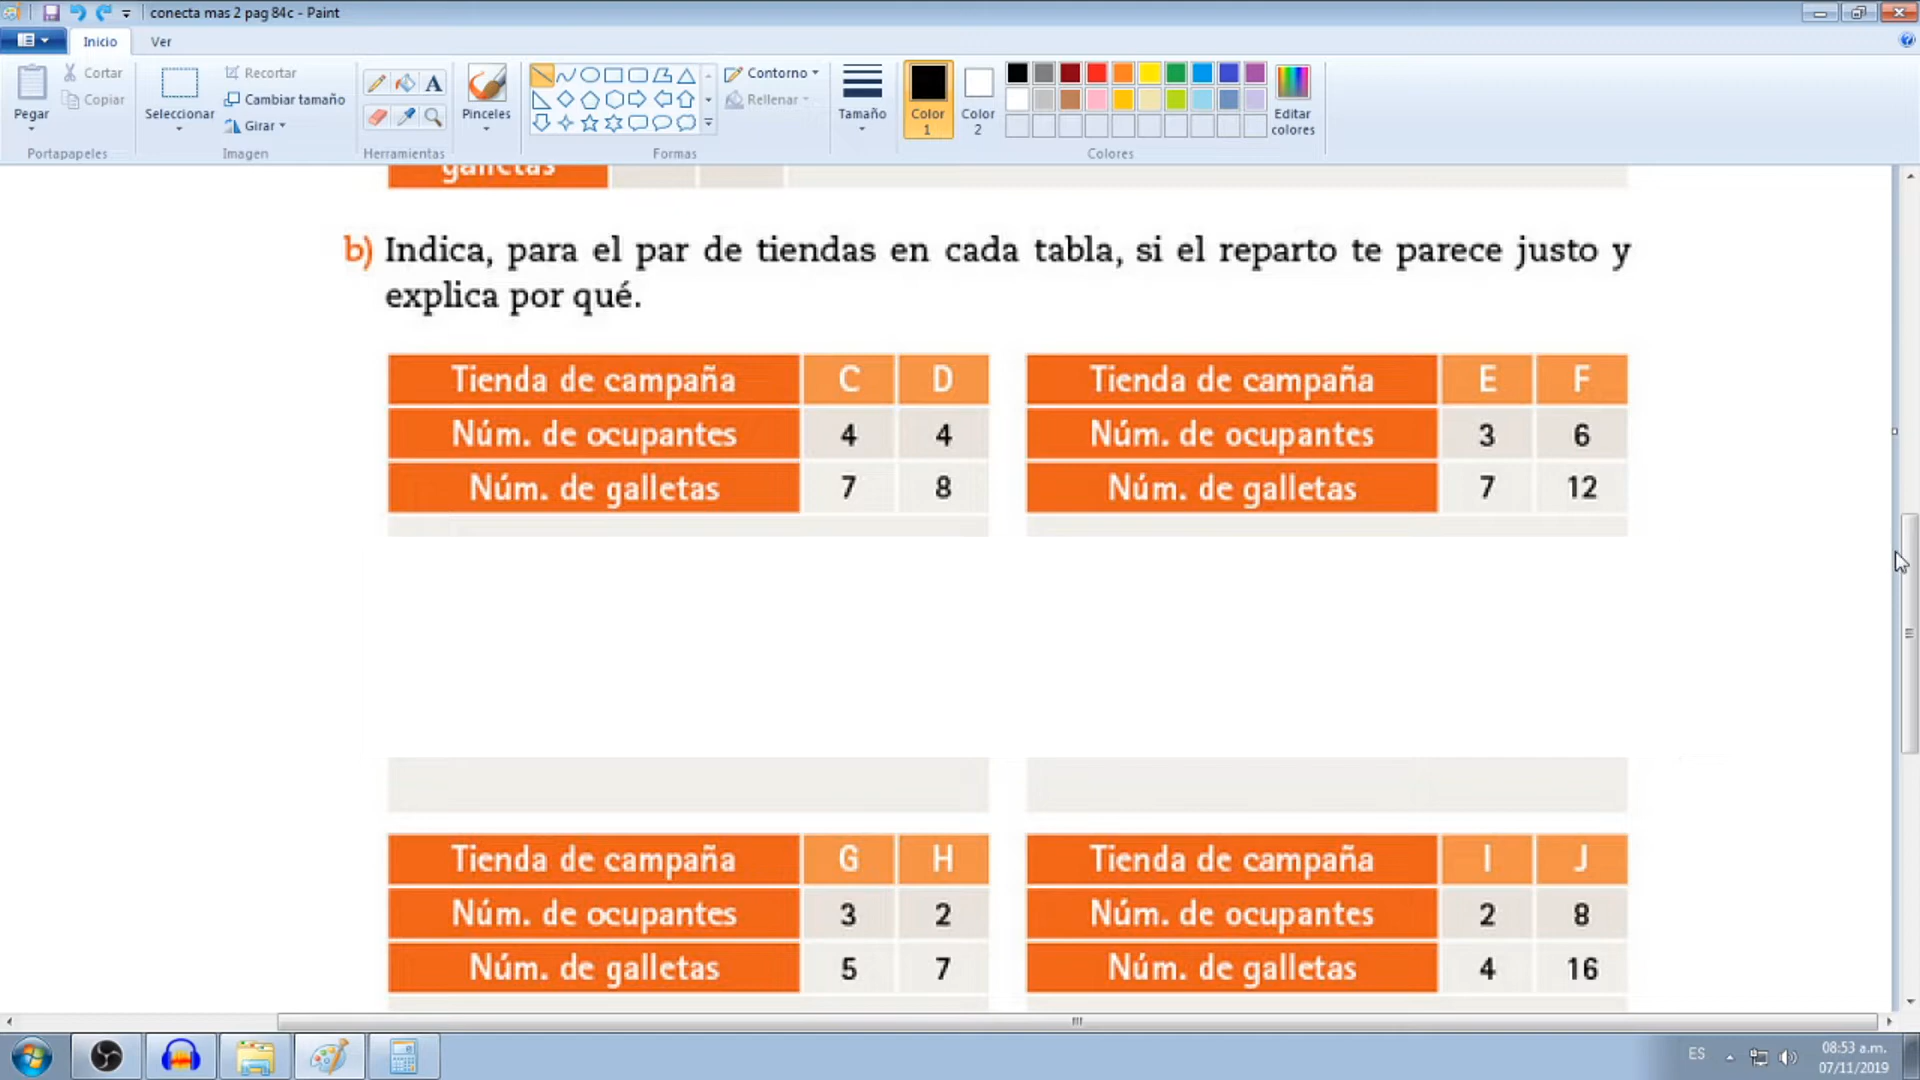 conecta mas 2 pag 84c - Paint
Inicio Ver
Pegar
Cortar
Copiar
Portapapeles
Seleccionar
Recortar
Cambiar tamaño
Girar
Imagen
A
Herramientas
Pinceles
Formas
Contorno
Rellenar
Tamaño
Color 1
Color 2
Editar colores
Colores
galletas
b) Indica, para el par de tiendas en cada tabla, si el reparto te parece justo y
explica por qué.
Tienda de campaña C D
Núm. de ocupantes 4 4
Núm. de galletas 7 8
Tienda de campaña E F
Núm. de ocupantes 3 6
Núm. de galletas 7 12
Tienda de campaña G H
Núm. de ocupantes 3 2
Núm. de galletas 5 7
Tienda de campaña I J
Núm. de ocupantes 2 8
Núm. de galletas 4 16
ES
08:53 a.m.
07/11/2019